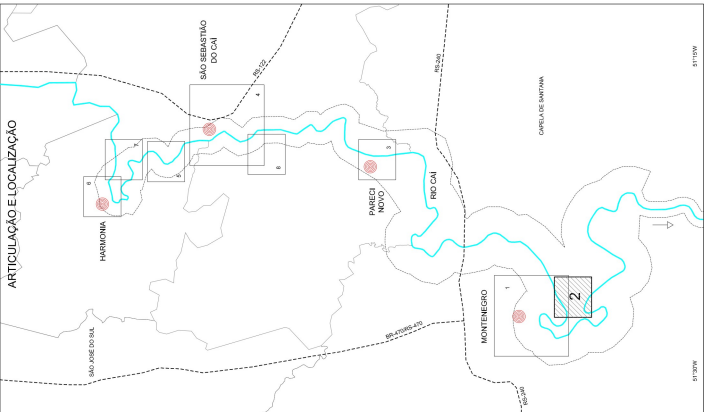 ARTICULAÇÃO E LOCALIZAÇÃO
SÃO SEBASTIÃO
DO CAÍ
RS-122
4
7
5
6
8
HARMONIA
SÃO JOSÉ DO SUL
PARECI
NOVO
3
RIO CAÍ
RS-240
CAPELA DE SANTANA
BR-470/RS-470
MONTENEGRO
1
2
RS-240
51°15'W
51°30'W